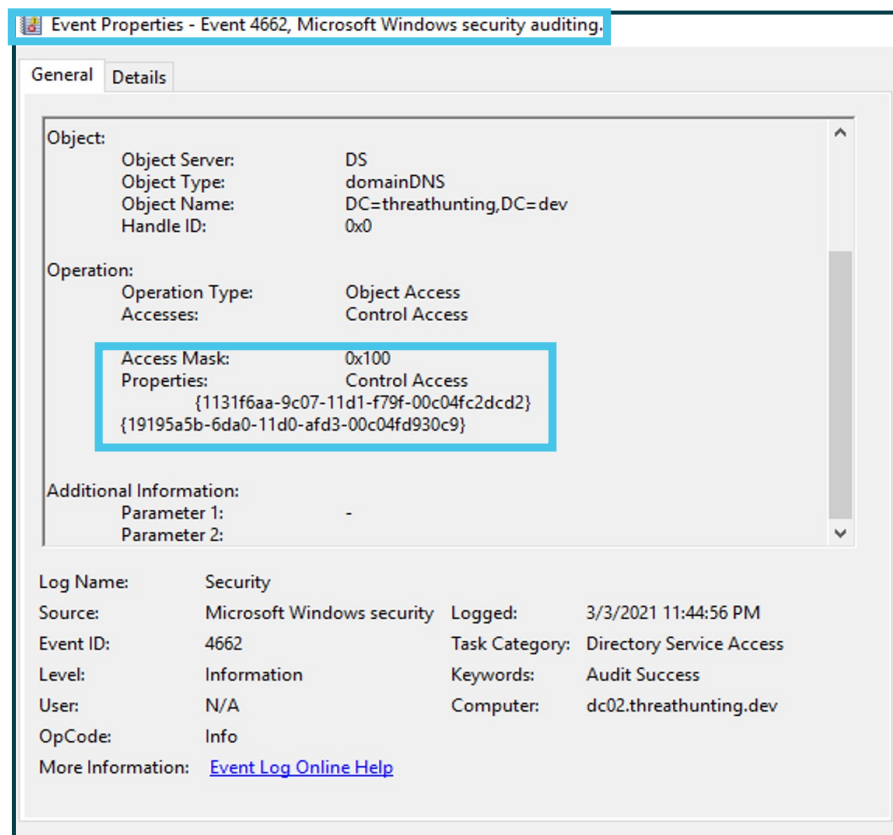 Event Properties - Event 4662, Microsoft Windows security auditing.
General Details
Object:
Object Server: DS
Object Type: domainDNS
Object Name: DC=threathunting,DC=dev
Handle ID: 0x0
Operation:
Operation Type: Object Access
Accesses: Control Access
Access Mask: 0x100
Properties: Control Access
{1131f6aa-9c07-11d1-f79f-00c04fc2dcd2}
{19195a5b-6da0-11d0-afd3-00c04fd930c9}
Additional Information:
Parameter 1: -
Parameter 2:
Log Name: Security
Source: Microsoft Windows security Logged: 3/3/2021 11:44:56 PM
Event ID: 4662 Task Category: Directory Service Access
Level: Information Keywords: Audit Success
User: N/A Computer: dc02.threathunting.dev
OpCode: Info
More Information: Event Log Online Help